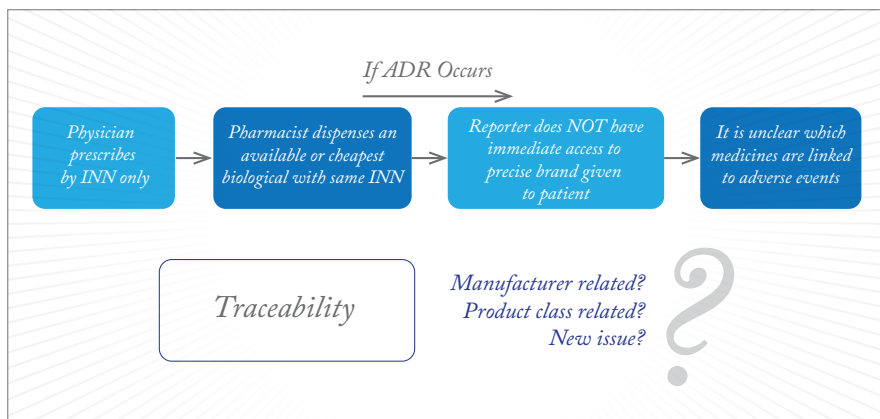 If ADR Occurs
Physician
prescribes
by INN only
Pharmacist dispenses an
available or cheapest
biological with same INN
Reporter does NOT have
immediate access to
precise brand given
to patient
It is unclear which
medicines are linked
to adverse events
Traceability
Manufacturer related?
Product class related?
New issue?
?